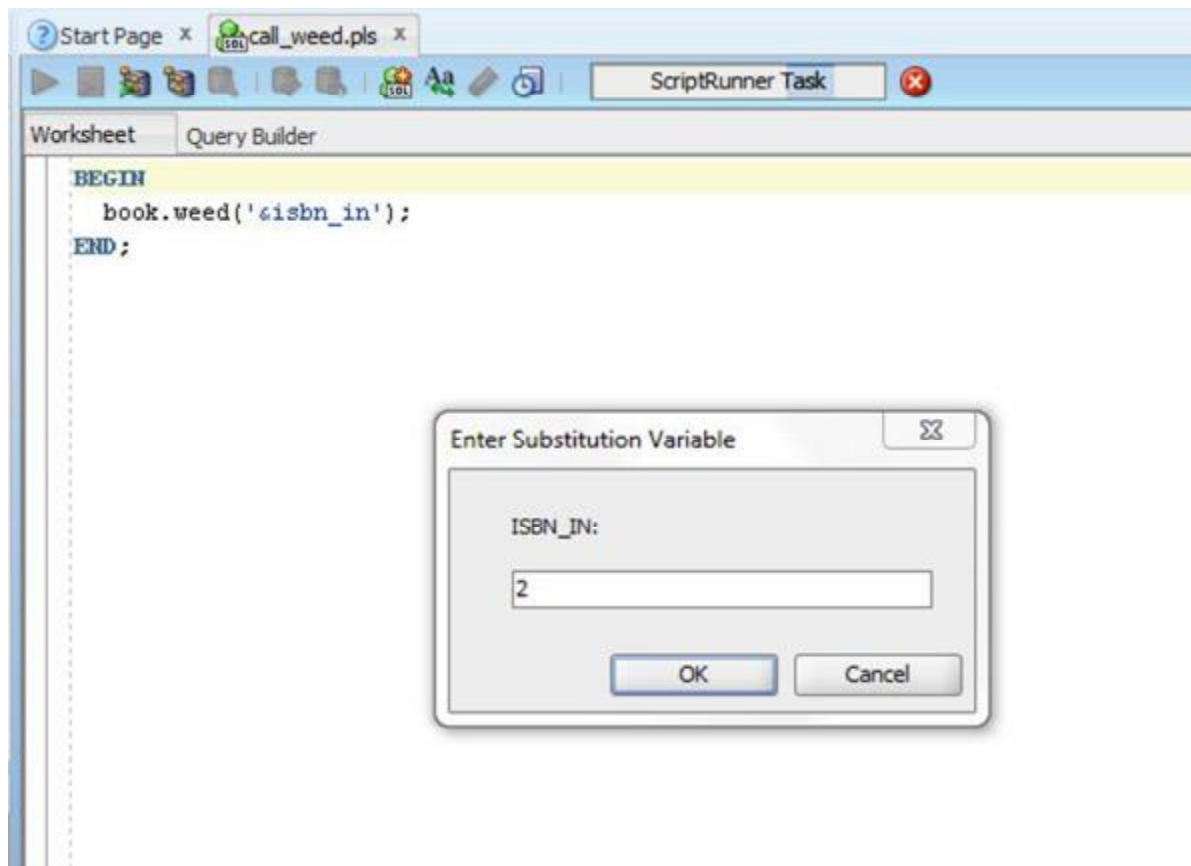 Start Page x call_weed.pls x
ScriptRunner Task
Worksheet Query Builder
BEGIN
book.weed('&isbn_in');
END;
Enter Substitution Variable
ISBN_IN:
2
OK Cancel